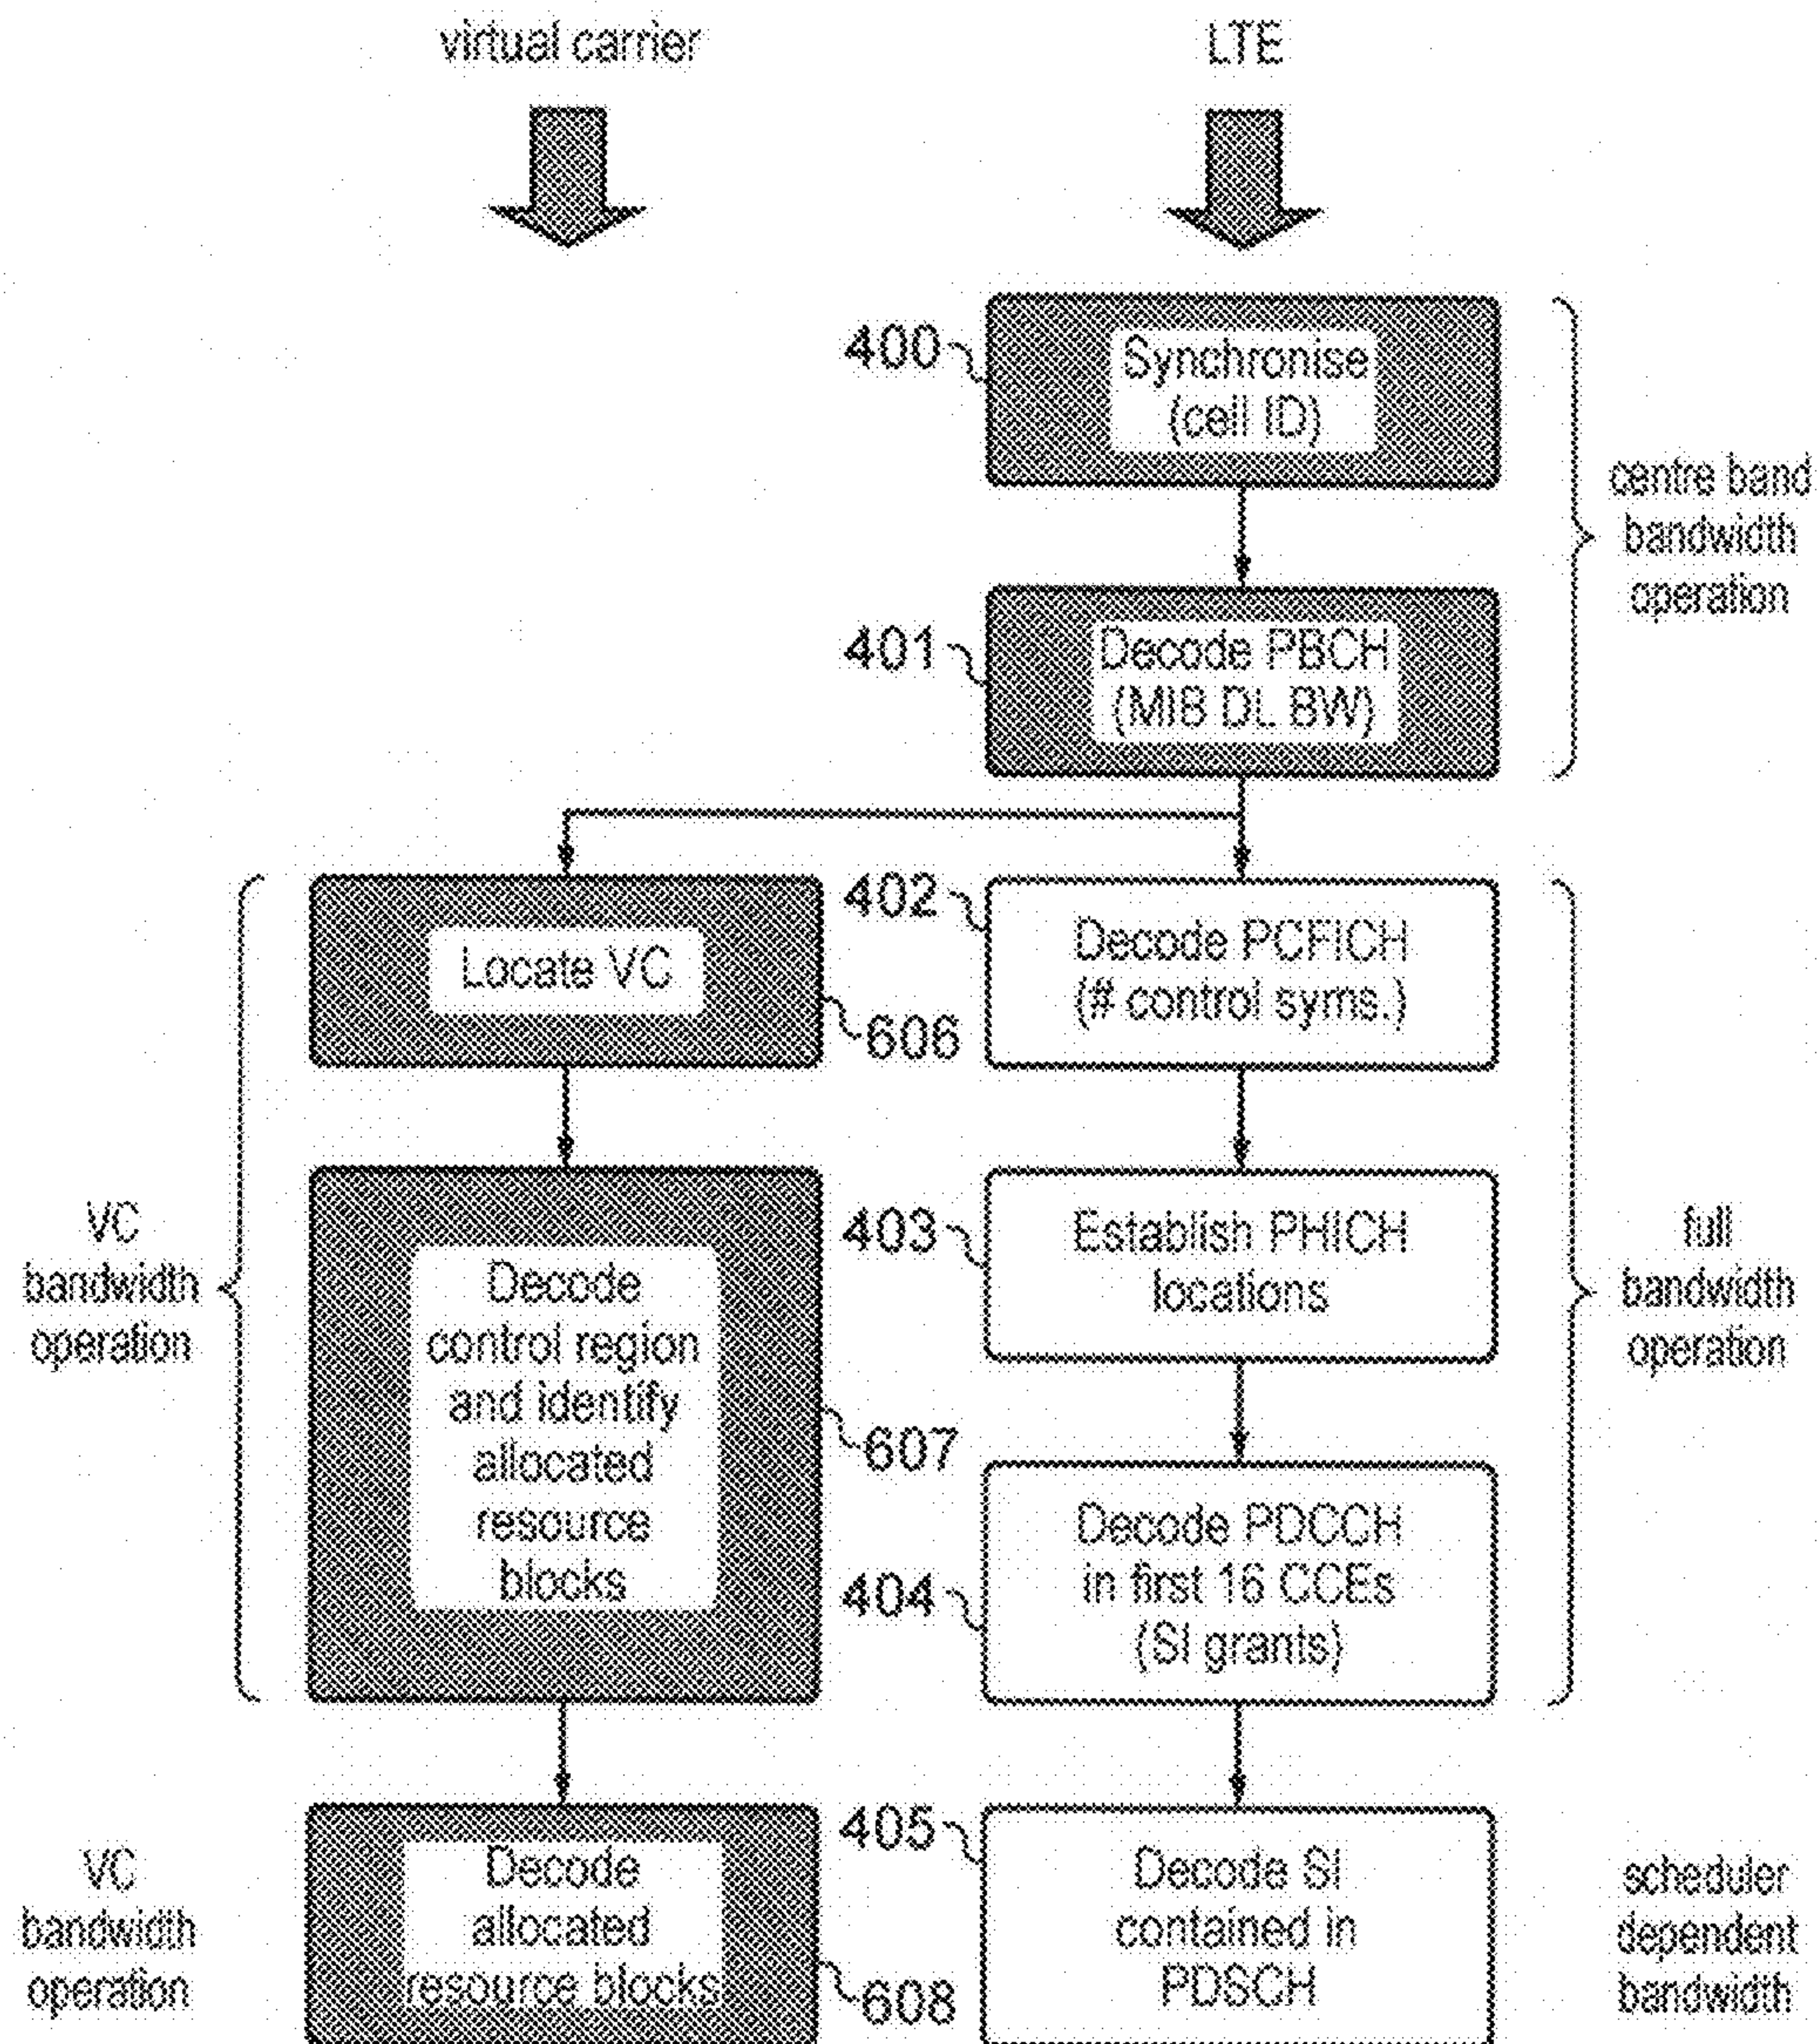 virtual carrier
LTE
400
Synchronise
(cell ID)
centre band
bandwidth
operation
401
Decode PBCH
(MIB DL BW)
Locate VC
606
402
Decode PCFICH
(# control syms.)
VC
bandwidth
operation
Decode
control region
and identify
allocated
resource
blocks
607
403
Establish PHICH
locations
full
bandwidth
operation
404
Decode PDCCH
in first 16 CCEs
(SI grants)
VC
bandwidth
operation
Decode
allocated
resource blocks
608
405
Decode SI
contained in
PDSCH
scheduler
dependent
bandwidth